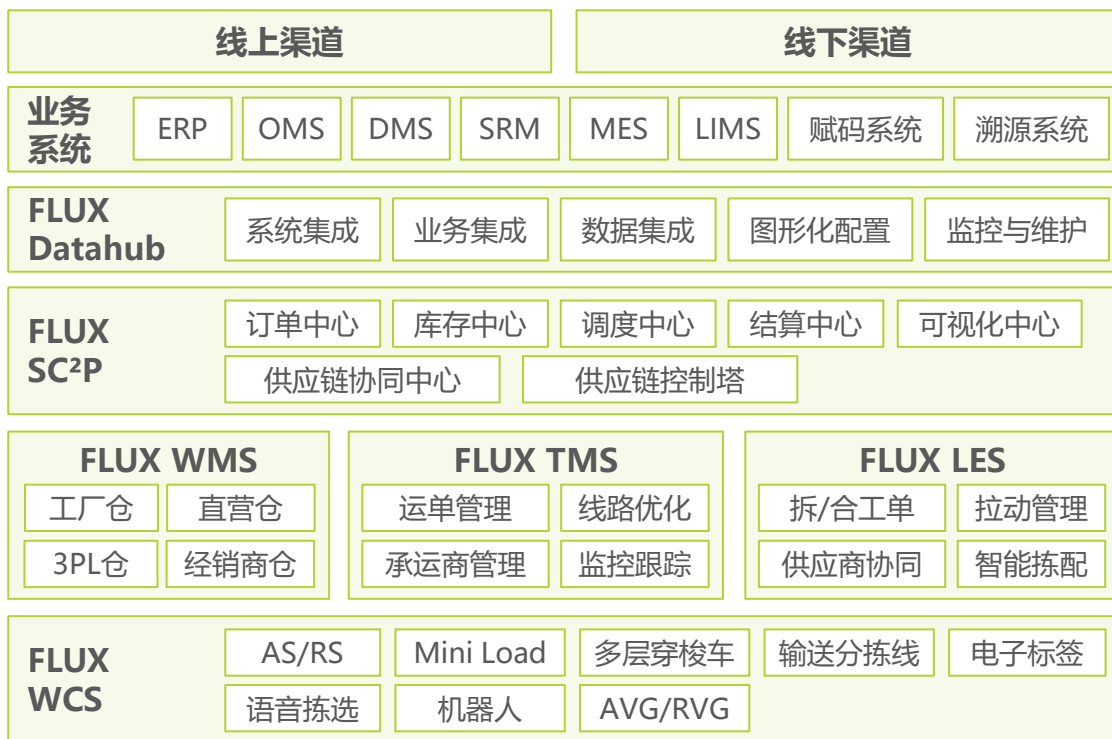 线上渠道 线下渠道
业务
系统
ERP OMS DMS SRM MES LIMS 赋码系统 溯源系统
FLUX
Datahub
系统集成 业务集成 数据集成 图形化配置 监控与维护
FLUX
SC²P
订单中心 库存中心 调度中心 结算中心 可视化中心
供应链协同中心 供应链控制塔
FLUX WMS
工厂仓 直营仓
3PL仓 经销商仓
FLUX TMS
运单管理 线路优化
承运商管理 监控跟踪
FLUX LES
拆/合工单 拉动管理
供应商协同 智能拣配
FLUX
WCS
AS/RS Mini Load 多层穿梭车 输送分拣线 电子标签
语音拣选 机器人 AVG/RVG